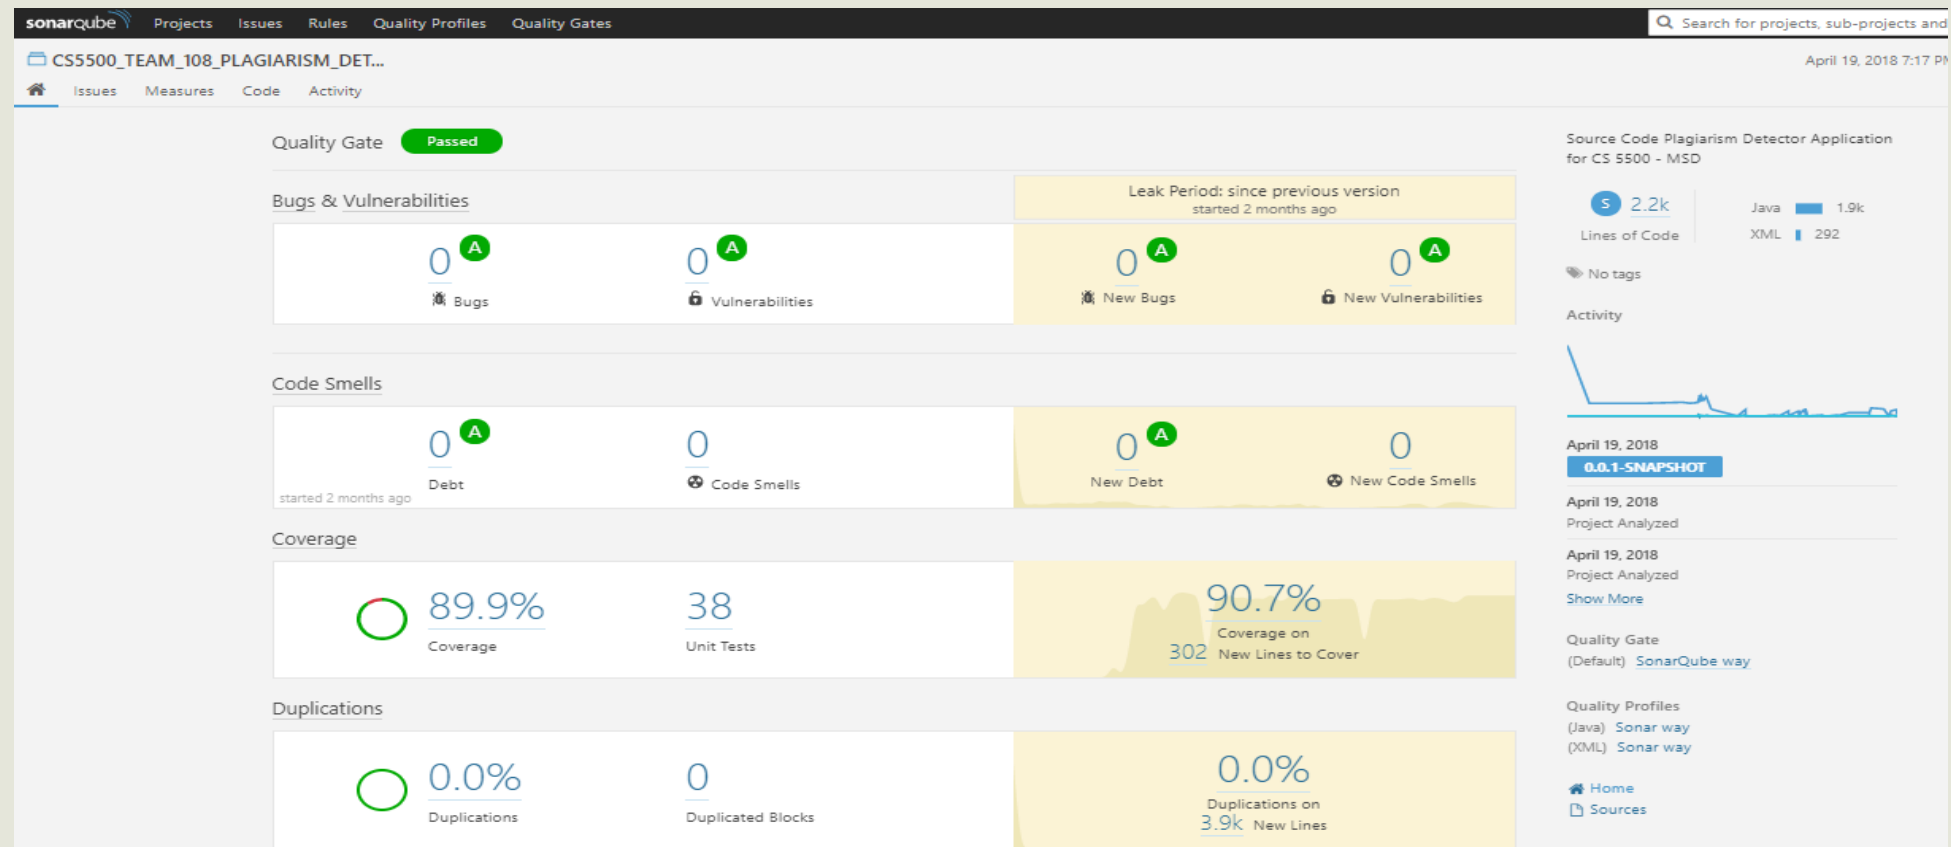 sonarqube Projects Issues Rules Quality Profiles Quality Gates Search for projects, sub-projects and
CS5500_TEAM_108_PLAGIARISM_DET... April 19, 2018 7:17 PM
Issues Measures Code Activity
Quality Gate Passed
Bugs & Vulnerabilities
Leak Period: since previous version
started 2 months ago
0 A
Bugs
0 A
Vulnerabilities
0 A
New Bugs
0 A
New Vulnerabilities
Code Smells
0 A
Debt
started 2 months ago
0
Code Smells
0 A
New Debt
0
New Code Smells
Coverage
89.9%
Coverage
38
Unit Tests
90.7%
Coverage on
302 New Lines to Cover
Duplications
0.0%
Duplications
0
Duplicated Blocks
0.0%
Duplications on
3.9k New Lines
Source Code Plagiarism Detector Application
for CS 5500 - MSD
S 2.2k
Lines of Code
Java 1.9k
XML 292
No tags
Activity
April 19, 2018
0.0.1-SNAPSHOT
April 19, 2018
Project Analyzed
April 19, 2018
Project Analyzed
Show More
Quality Gate
(Default) SonarQube way
Quality Profiles
(Java) Sonar way
(XML) Sonar way
Home
Sources